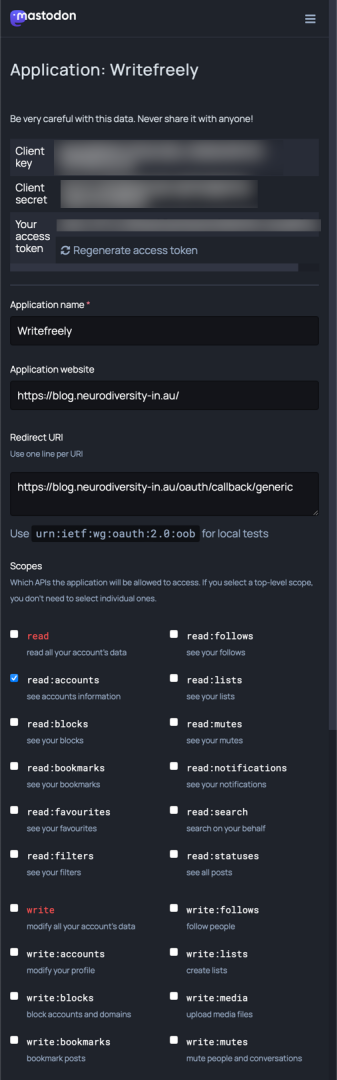 mastodon
Application: Writefreely
Be very careful with this data. Never share it with anyone!
Client
key
Client
secret
Your
access
token
Regenerate access token
Application name *
Writefreely
Application website
https://blog.neurodiversity-in.au/
Redirect URI
Use one line per URI
https://blog.neurodiversity-in.au/oauth/callback/generic
Use urn:ietf:wg:oauth:2.0:oob for local tests
Scopes
Which APIs the application will be allowed to access. If you select a top-level scope,
you don't need to select individual ones.
read
read all your account's data
read:follows
see your follows
read:accounts
see accounts information
read:lists
see your lists
read:blocks
see your blocks
read:mutes
see your mutes
read:bookmarks
see your bookmarks
read:notifications
see your notifications
read:favourites
see your favourites
read:search
search on your behalf
read:filters
see your filters
read:statuses
see all posts
write
modify all your account's data
write:follows
follow people
write:accounts
modify your profile
write:lists
create lists
write:blocks
block accounts and domains
write:media
upload media files
write:bookmarks
bookmark posts
write:mutes
mute people and conversations